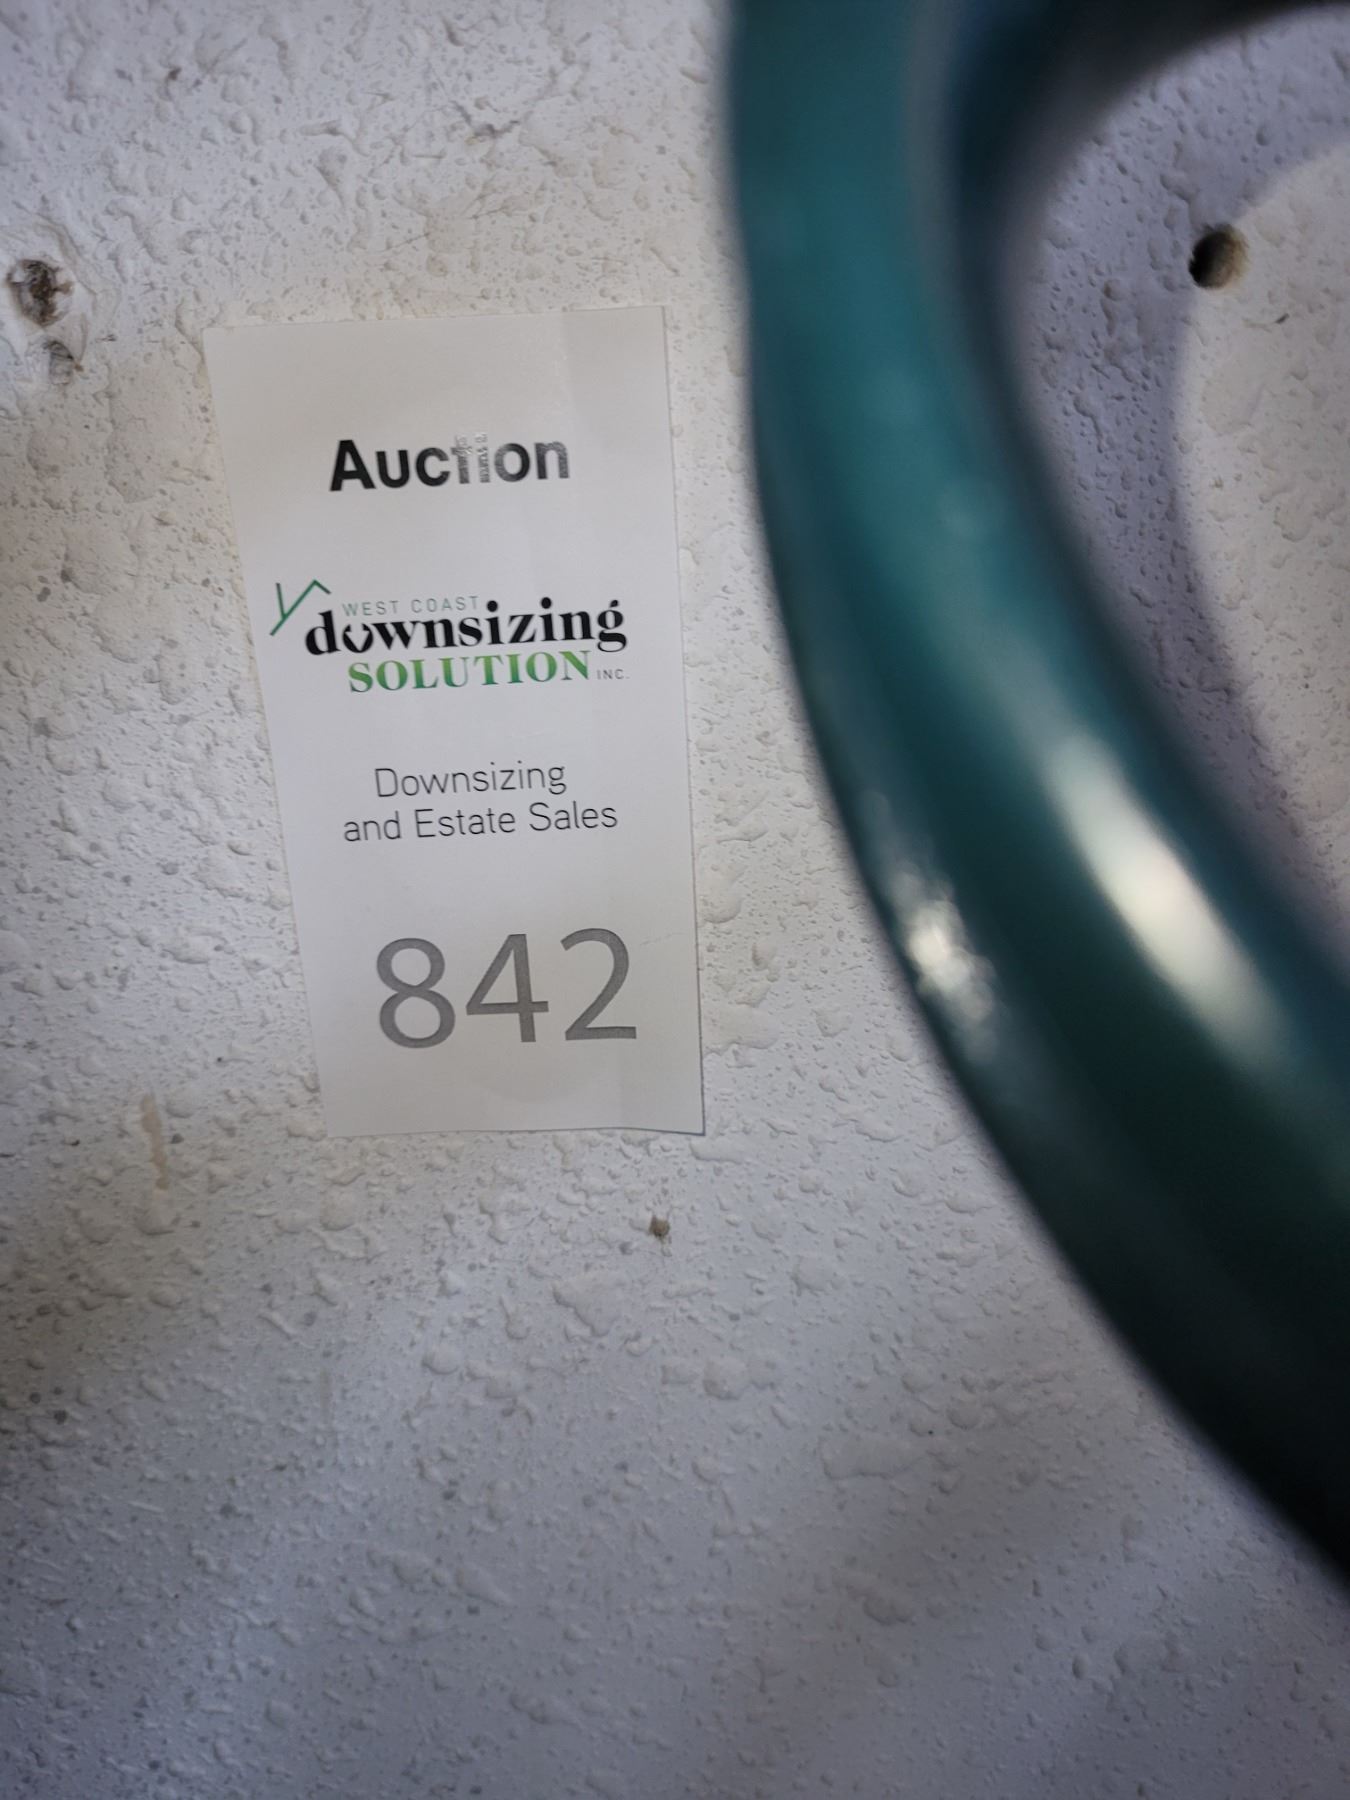 Auction
WEST COAST
downsizing
SOLUTION INC.
Downsizing
and Estate Sales
842